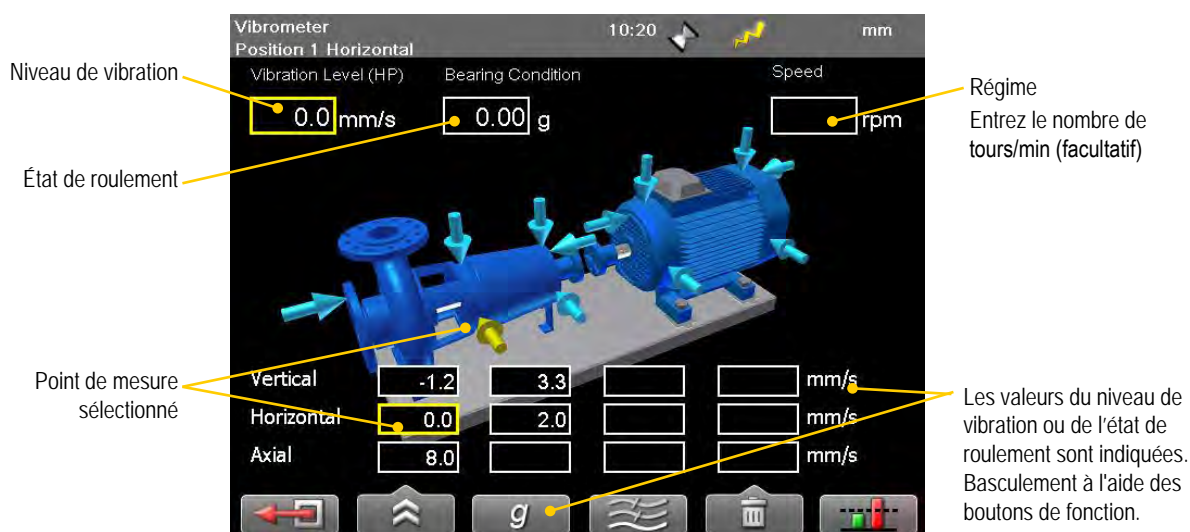 Vibrometer
Position 1 Horizontal
10:20
mm
Niveau de vibration
Vibration Level (HP)
Bearing Condition
Speed
0.0 mm/s
0.00 g
rpm
Régime
Entrez le nombre de
tours/min (facultatif)
État de roulement
Point de mesure
sélectionné
Vertical -1.2 3.3 mm/s
Horizontal 0.0 2.0 mm/s
Axial 8.0 mm/s
g
Les valeurs du niveau de
vibration ou de l'état de
roulement sont indiquées.
Basculement à l'aide des
boutons de fonction.